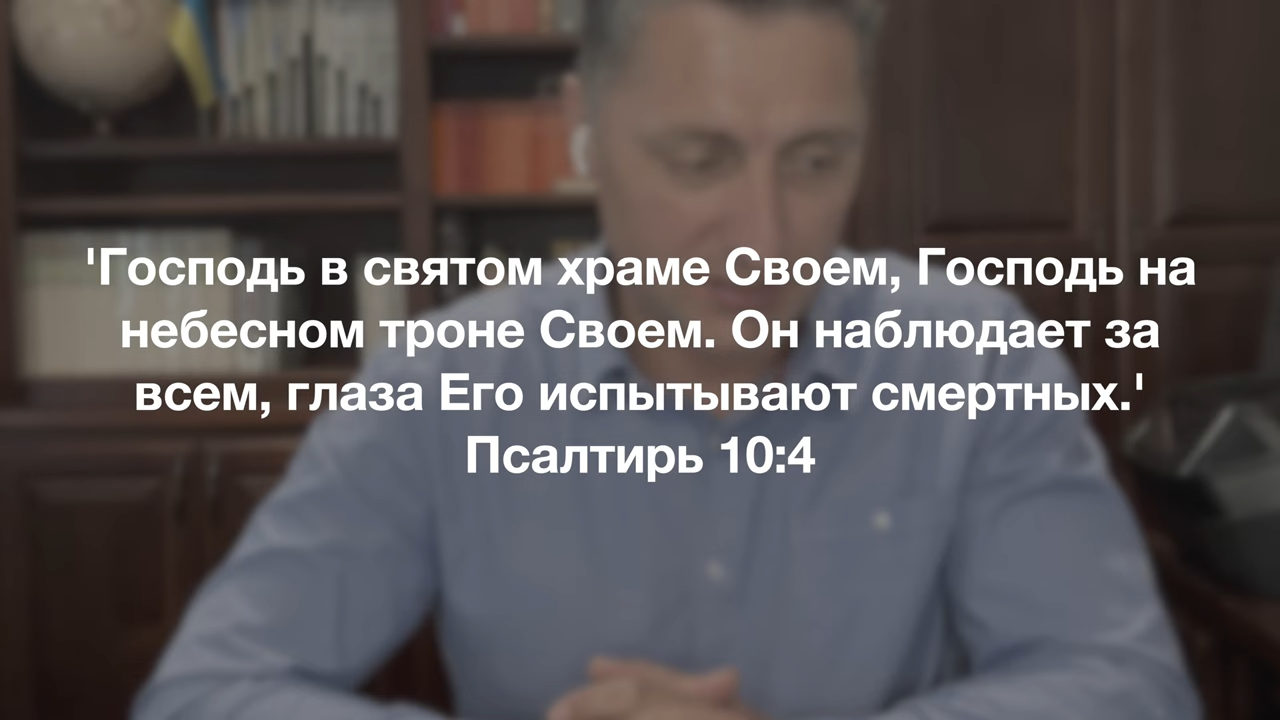 'Господь в святом храме Своем, Господь на
небесном троне Своем. Он наблюдает за
всем, глаза Его испытывают смертных.'
Псалтирь 10:4